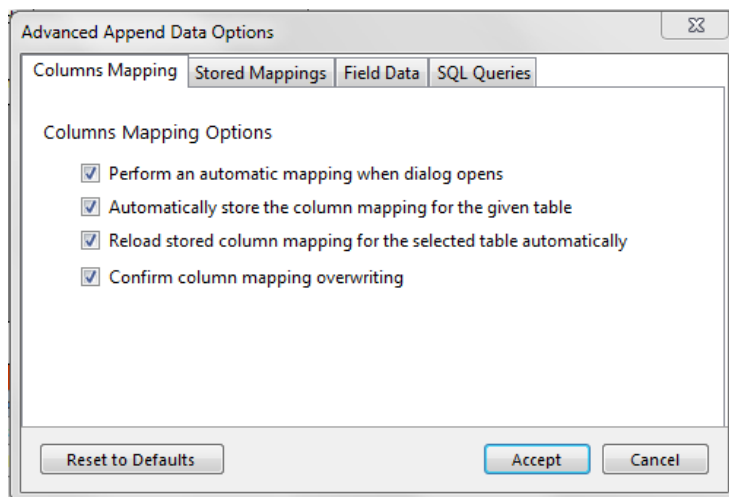 Advanced Append Data Options
Columns Mapping Stored Mappings Field Data SQL Queries
Columns Mapping Options
Perform an automatic mapping when dialog opens
Automatically store the column mapping for the given table
Reload stored column mapping for the selected table automatically
Confirm column mapping overwriting
Reset to Defaults Accept Cancel